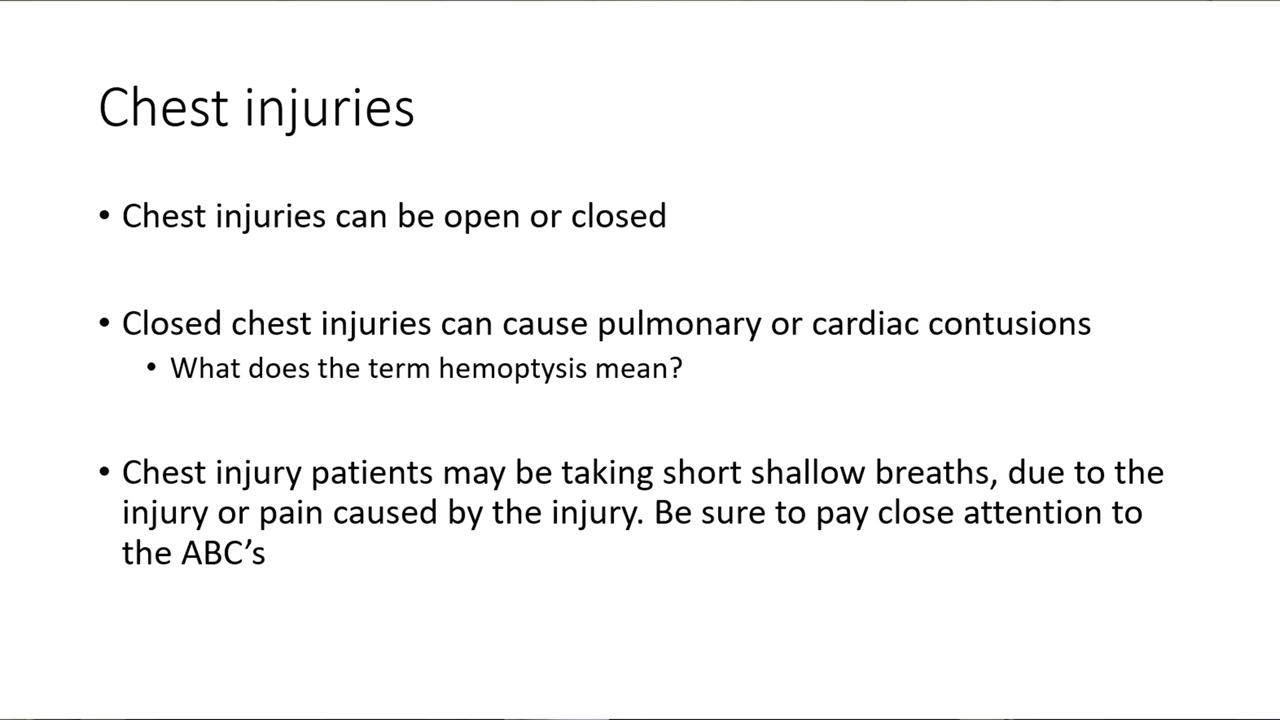 Chest injuries
• Chest injuries can be open or closed
• Closed chest injuries can cause pulmonary or cardiac contusions
• What does the term hemoptysis mean?
• Chest injury patients may be taking short shallow breaths, due to the
injury or pain caused by the injury. Be sure to pay close attention to
the ABC’s